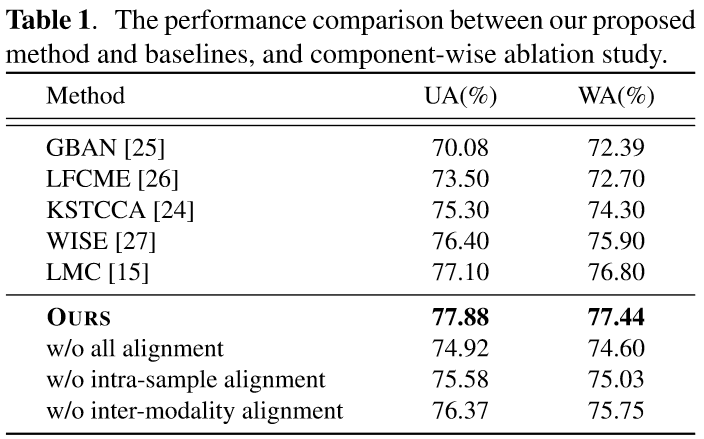 Table 1. The performance comparison between our proposed
method and baselines, and component-wise ablation study.
Method UA(%) WA(%)
GBAN [25] 70.08 72.39
LFCME [26] 73.50 72.70
KSTCCA [24] 75.30 74.30
WISE [27] 76.40 75.90
LMC [15] 77.10 76.80
OURS 77.88 77.44
w/o all alignment 74.92 74.60
w/o intra-sample alignment 75.58 75.03
w/o inter-modality alignment 76.37 75.75